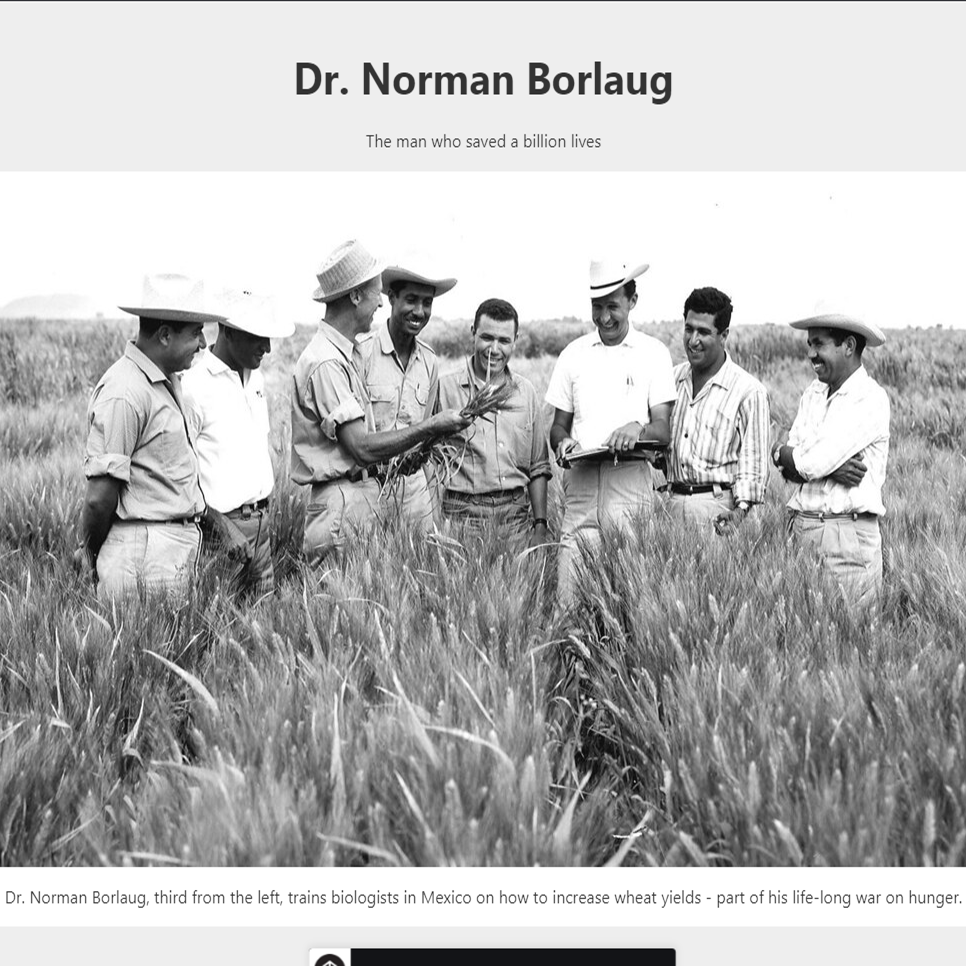 Dr. Norman Borlaug
The man who saved a billion lives
Dr. Norman Borlaug, third from the left, trains biologists in Mexico on how to increase wheat yields - part of his life-long war on hunger.